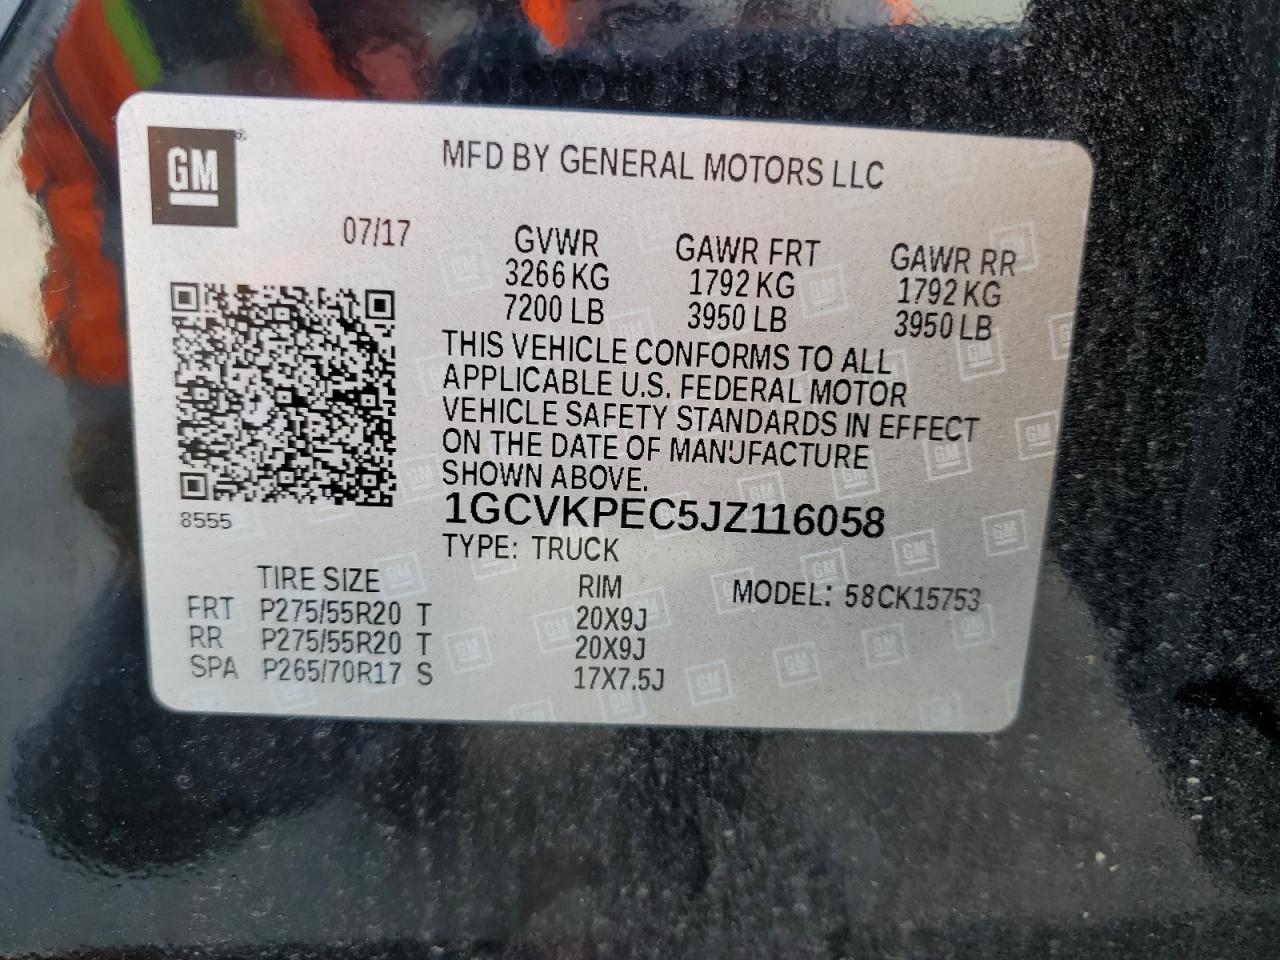 GM ®
MFD BY GENERAL MOTORS LLC
07/17
GVWR GAWR FRT GAWR RR
3266 KG 1792 KG 1792 KG
7200 LB 3950 LB 3950 LB
THIS VEHICLE CONFORMS TO ALL
APPLICABLE U.S. FEDERAL MOTOR
VEHICLE SAFETY STANDARDS IN EFFECT
ON THE DATE OF MANUFACTURE
SHOWN ABOVE.
8555
1GCVKPEC5JZ116058
TYPE: TRUCK
TIRE SIZE RIM MODEL: 58CK15753
FRT P275/55R20 T 20X9J
RR P275/55R20 T 20X9J
SPA P265/70R17 S 17X7.5J